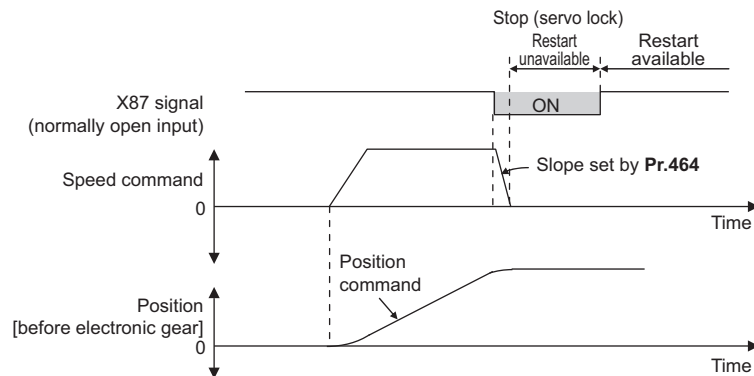 Stop (servo lock)
Restart
unavailable
Restart
available
X87 signal
(normally open input)
ON
Slope set by Pr.464
Speed command
0
Time
Position
command
Position
[before electronic gear]
0
Time